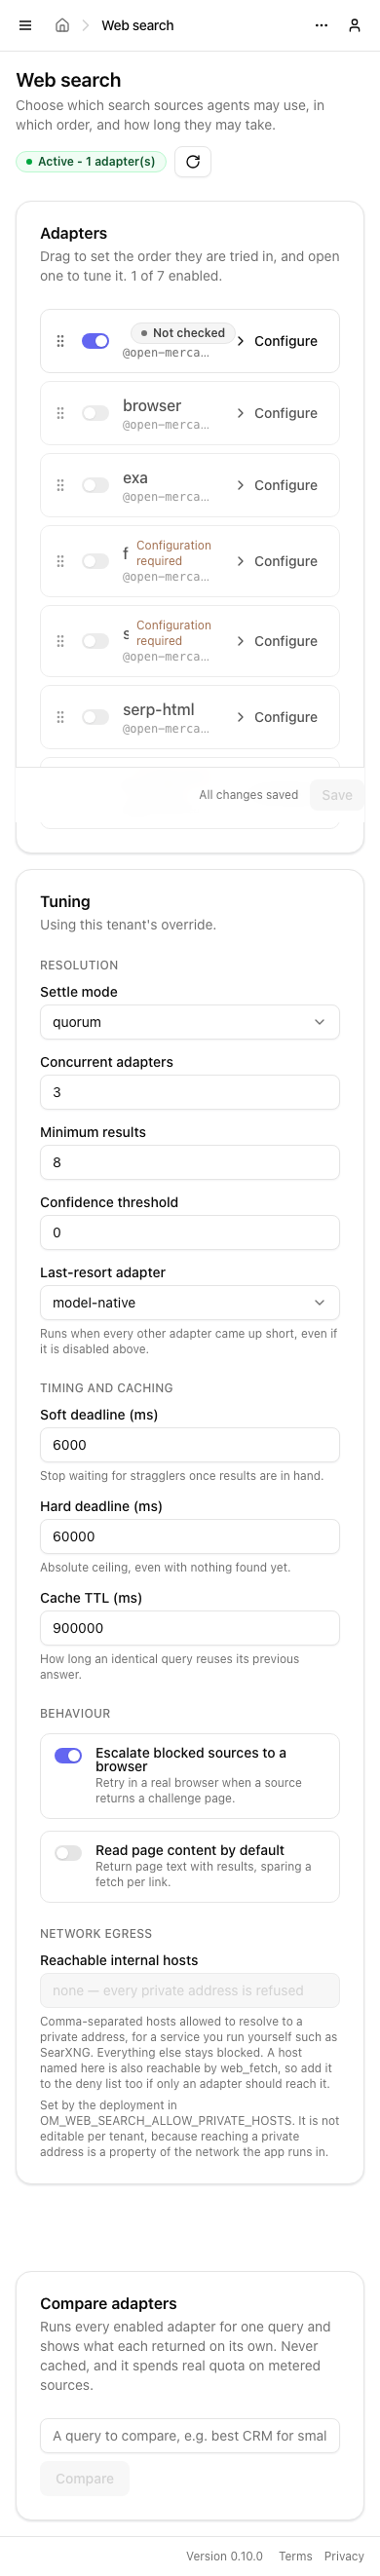 Web search
Web search
Choose which search sources agents may use, in
which order, and how long they may take.
Active - 1 adapter(s)
Adapters
Drag to set the order they are tried in, and open
one to tune it. 1 of 7 enabled.
Not checked
@open-merca…
Configure
browser
@open-merca…
Configure
exa
@open-merca…
Configure
f
Configuration
required
@open-merca…
Configure
Configuration
required
@open-merca…
Configure
serp-html
@open-merca…
Configure
All changes saved
Save
Tuning
Using this tenant's override.
RESOLUTION
Settle mode
quorum
Concurrent adapters
3
Minimum results
8
Confidence threshold
0
Last-resort adapter
model-native
Runs when every other adapter came up short, even if
it is disabled above.
TIMING AND CACHING
Soft deadline (ms)
6000
Stop waiting for stragglers once results are in hand.
Hard deadline (ms)
60000
Absolute ceiling, even with nothing found yet.
Cache TTL (ms)
900000
How long an identical query reuses its previous
answer.
BEHAVIOUR
Escalate blocked sources to a
browser
Retry in a real browser when a source
returns a challenge page.
Read page content by default
Return page text with results, sparing a
fetch per link.
NETWORK EGRESS
Reachable internal hosts
none — every private address is refused
Comma-separated hosts allowed to resolve to a
private address, for a service you run yourself such as
SearXNG. Everything else stays blocked. A host
named here is also reachable by web_fetch, so add it
to the deny list too if only an adapter should reach it.
Set by the deployment in
OM_WEB_SEARCH_ALLOW_PRIVATE_HOSTS. It is not
editable per tenant, because reaching a private
address is a property of the network the app runs in.
Compare adapters
Runs every enabled adapter for one query and
shows what each returned on its own. Never
cached, and it spends real quota on metered
sources.
A query to compare, e.g. best CRM for smal
Compare
Version 0.10.0
Terms
Privacy